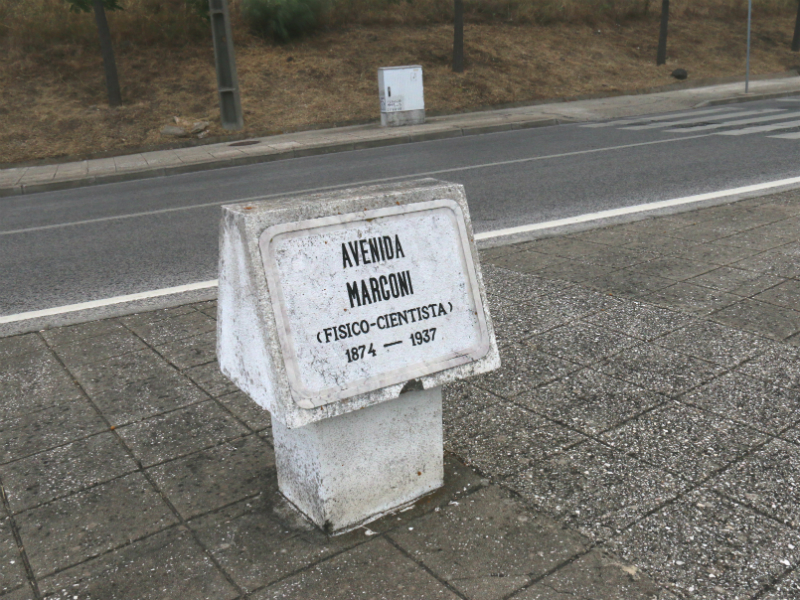 AVENIDA
MARCONI
(FISICO-CIENTISTA)
1874 — 1937